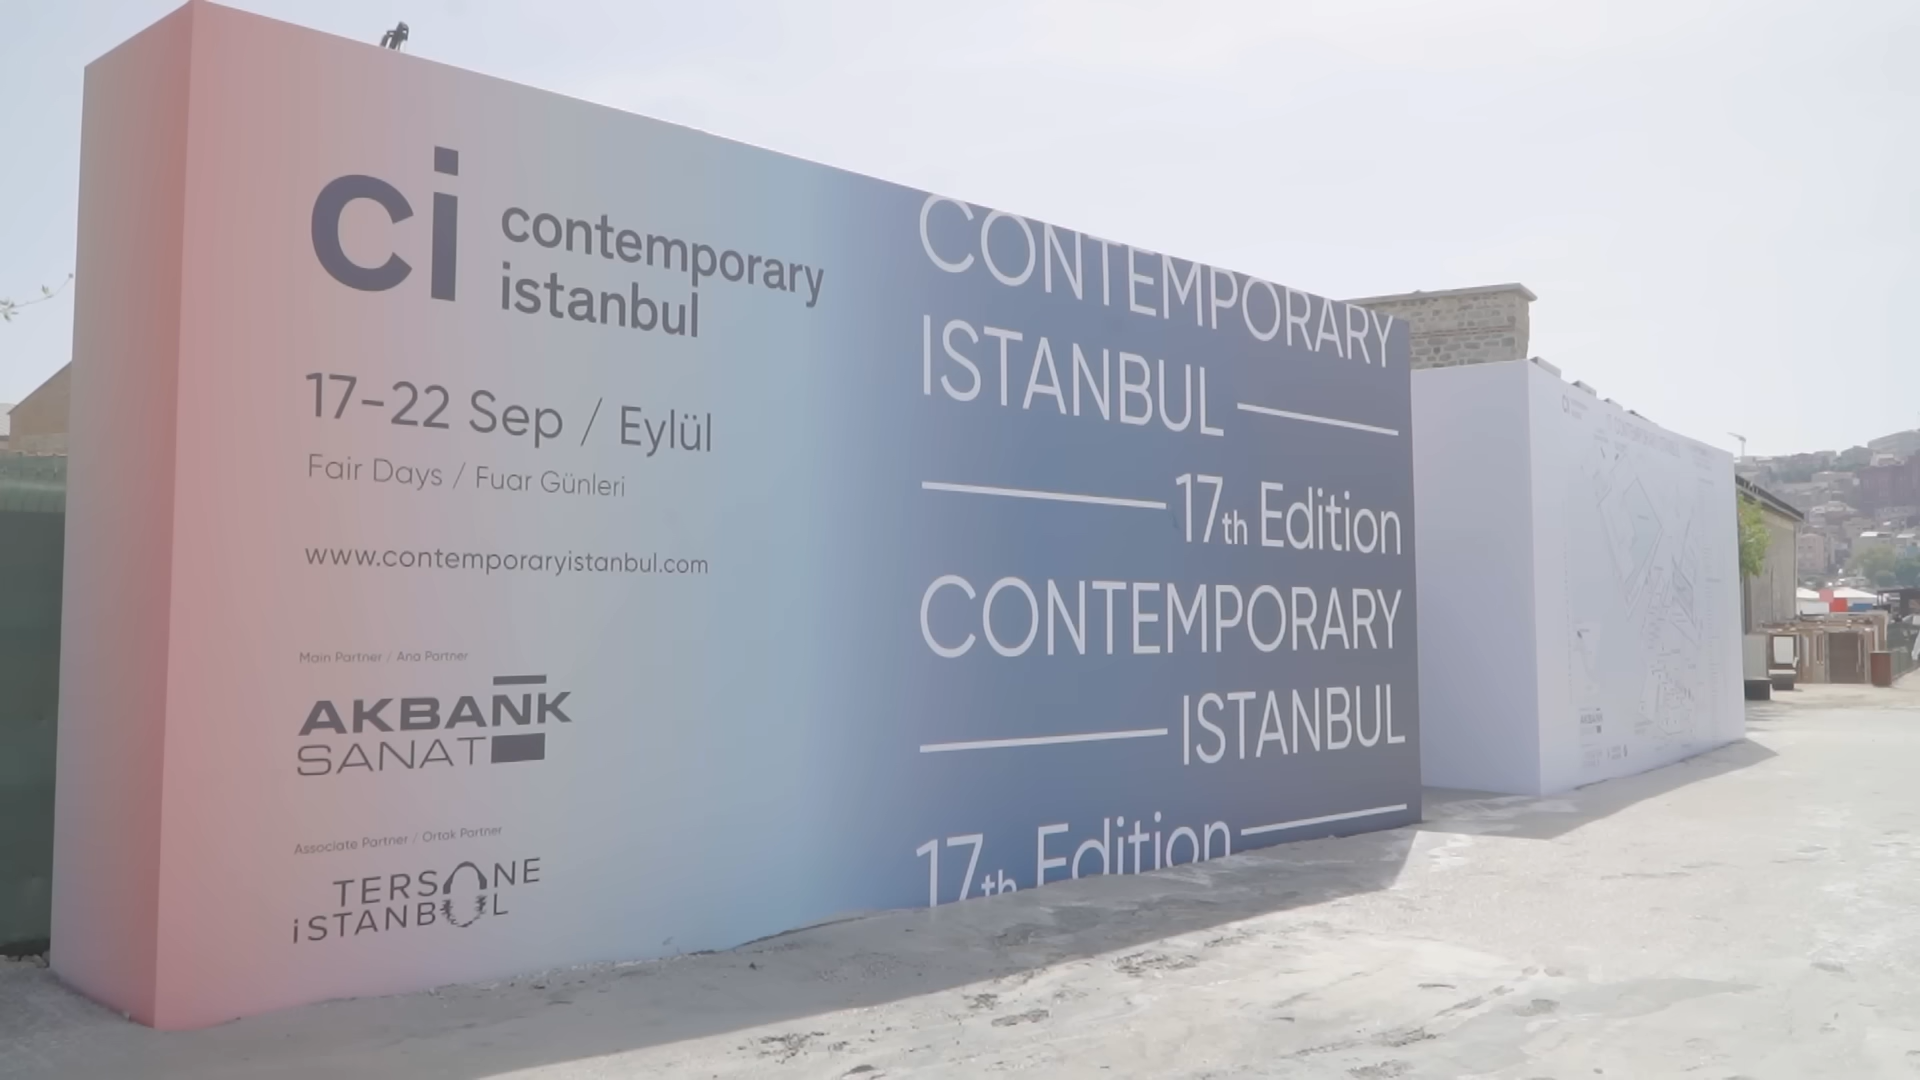 ci contemporary
istanbul
17-22 Sep / Eylül
Fair Days / Fuar Günleri
www.contemporaryistanbul.com
Main Partner / Ana Partner
AKBANK
SANAT
Associate Partner / Ortak Partner
TERSANE
İSTANBUL
CONTEMPORARY
ISTANBUL
17th Edition
CONTEMPORARY
ISTANBUL
17th Edition